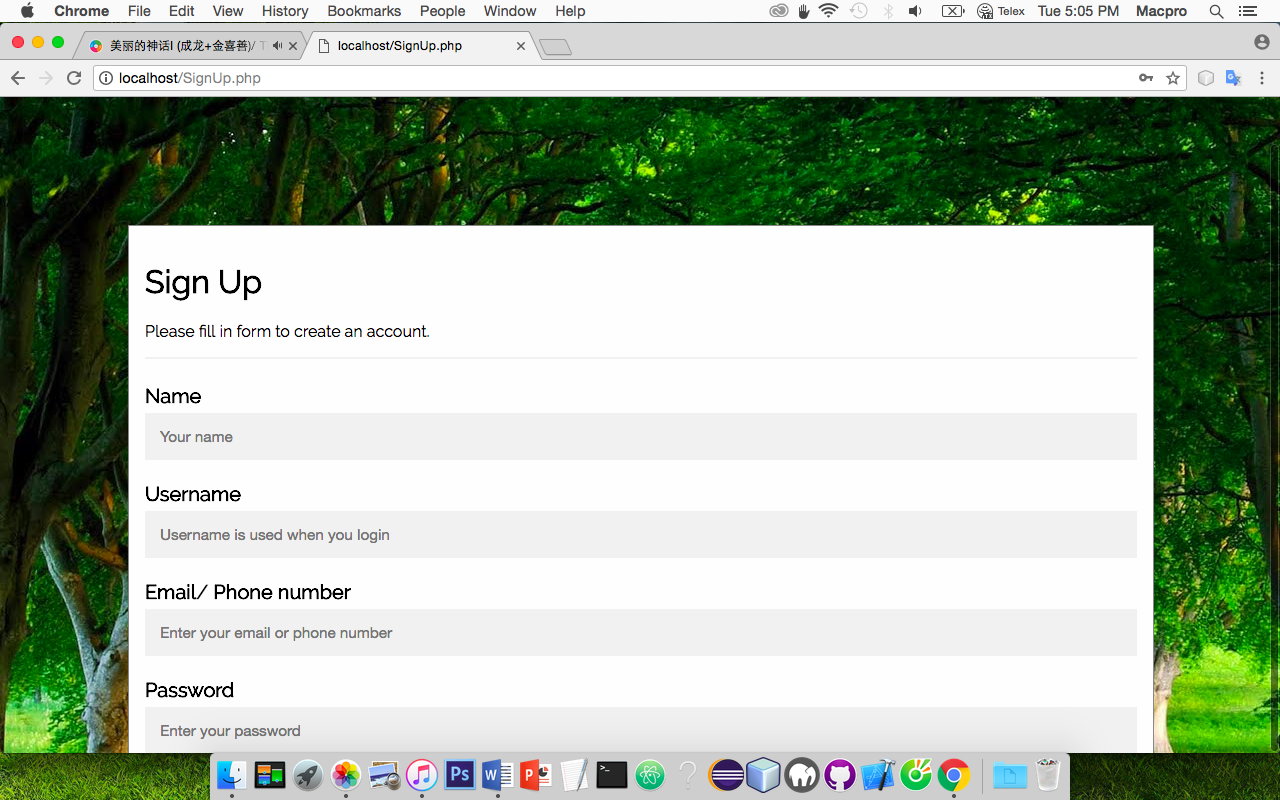 Chrome File Edit View History Bookmarks People Window Help Telex Tue 5:05 PM Macpro
美丽的神话I (成龙+金喜善)/ T localhost/SignUp.php
localhost/SignUp.php
Sign Up
Please fill in form to create an account.
Name
Your name
Username
Username is used when you login
Email/ Phone number
Enter your email or phone number
Password
Enter your password
Ps W P